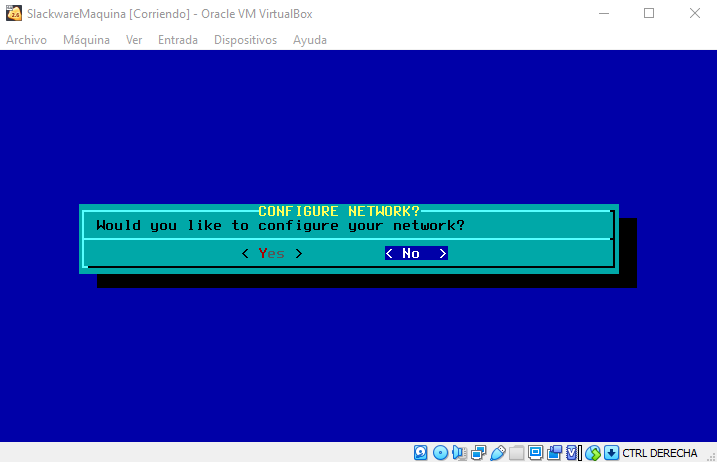 SlackwareMaquina [Corriendo] - Oracle VM VirtualBox
Archivo Máquina Ver Entrada Dispositivos Ayuda
CONFIGURE NETWORK?
Would you like to configure your network?
< Yes > < No >
CTRL DERECHA